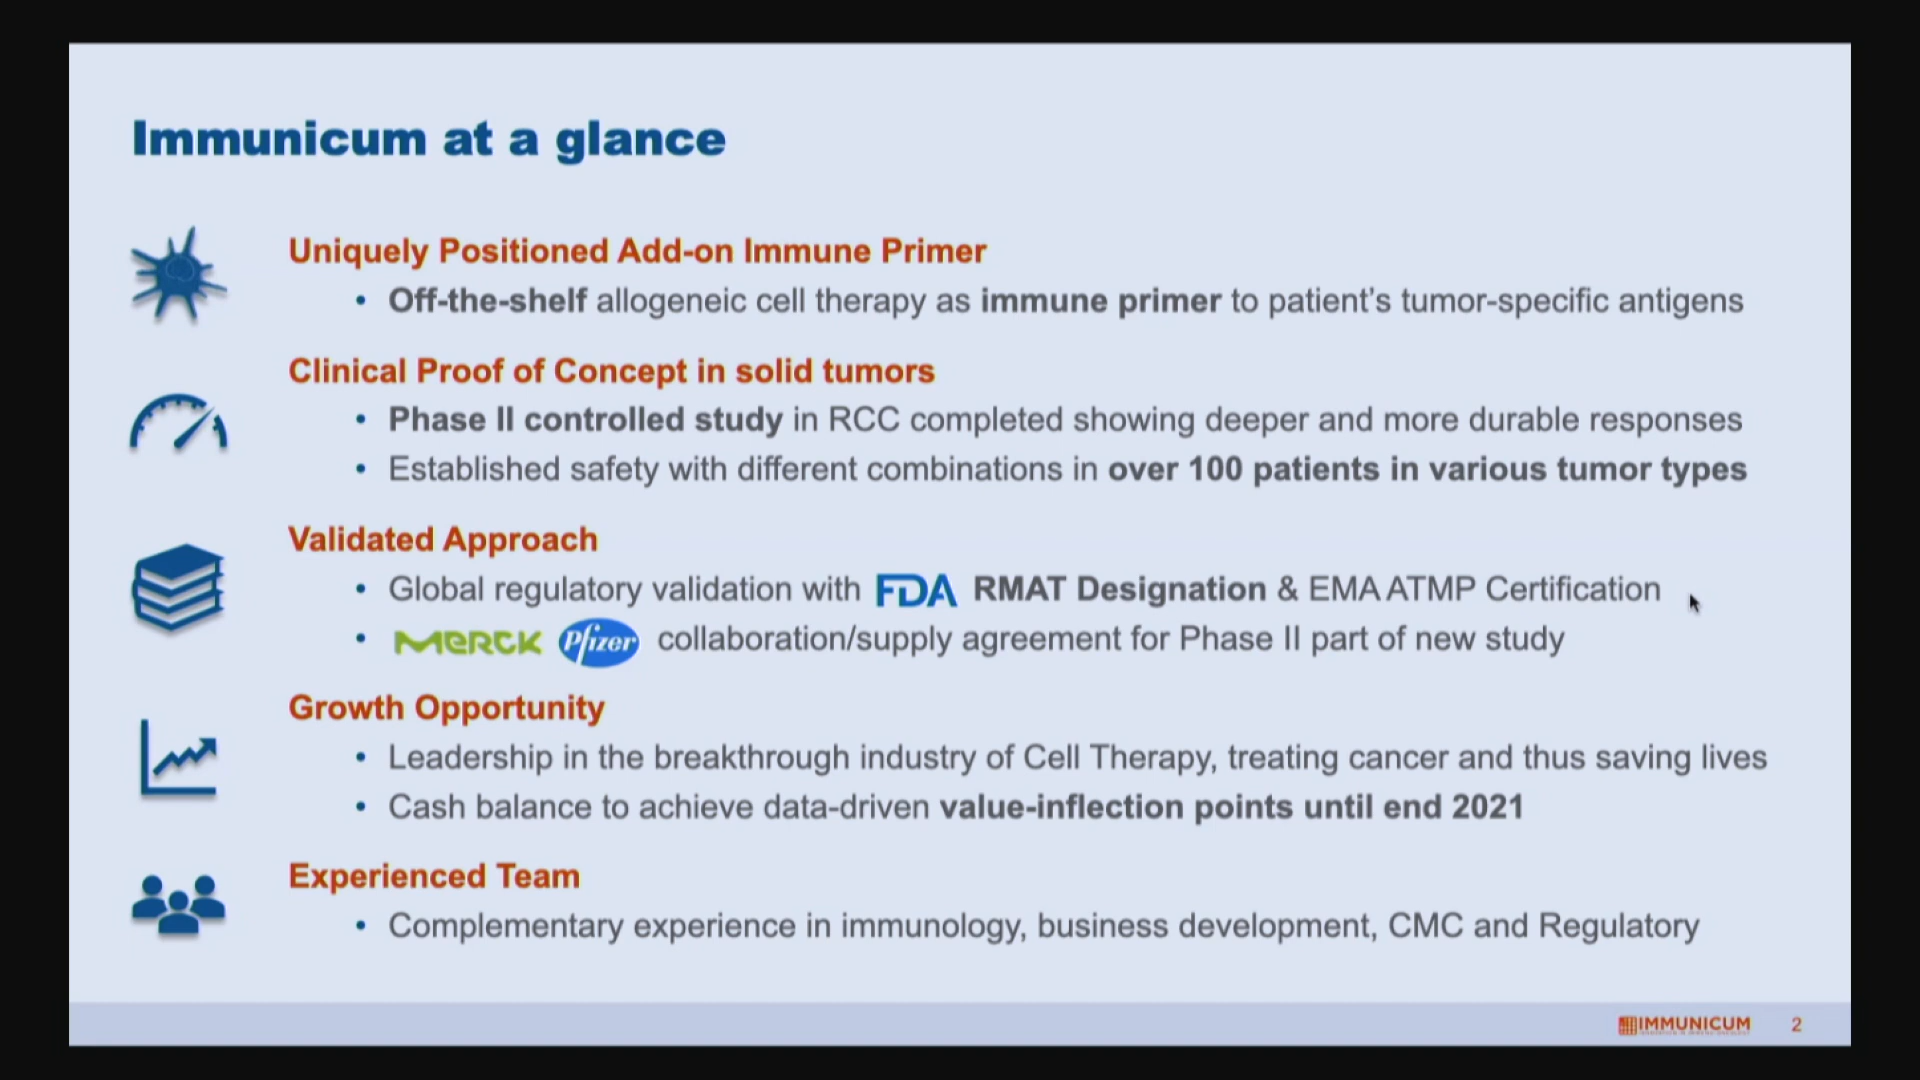 Immunicum at a glance
Uniquely Positioned Add-on Immune Primer
• Off-the-shelf allogeneic cell therapy as immune primer to patient's tumor-specific antigens
Clinical Proof of Concept in solid tumors
• Phase II controlled study in RCC completed showing deeper and more durable responses
• Established safety with different combinations in over 100 patients in various tumor types
Validated Approach
• Global regulatory validation with FDA RMAT Designation & EMA ATMP Certification
• MERCK Pfizer collaboration/supply agreement for Phase II part of new study
Growth Opportunity
• Leadership in the breakthrough industry of Cell Therapy, treating cancer and thus saving lives
• Cash balance to achieve data-driven value-inflection points until end 2021
Experienced Team
• Complementary experience in immunology, business development, CMC and Regulatory
IMMUNICUM 2